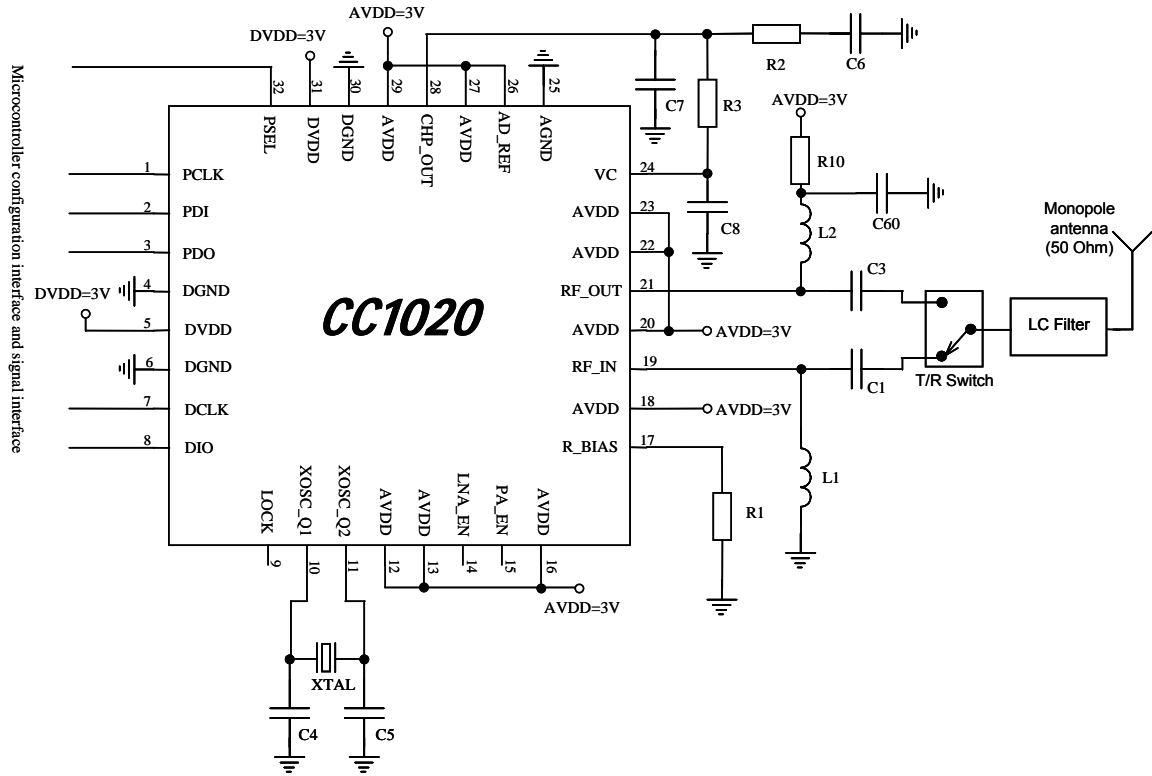 AVDD=3V
DVDD=3V
R2
C6
32
31
30
29
28
27
26
25
C7
R3
AVDD=3V
PSEL
DVDD
DGND
AVDD
CHP_OUT
AVDD
AD_REF
AGND
R10
1
PCLK
VC
24
2
PDI
AVDD
23
C8
L2
C60
Monopole
antenna
(50 Ohm)
3
PDO
AVDD
22
C3
DVDD=3V
4
DGND
RF_OUT
21
CC1020
5
DVDD
AVDD
20
AVDD=3V
LC Filter
6
DGND
RF_IN
19
C1
T/R Switch
7
DCLK
AVDD
18
AVDD=3V
8
DIO
R_BIAS
17
Microcontroller configuration interface and signal interface
L1
R1
LOCK
XOSC_Q1
XOSC_Q2
AVDD
AVDD
LNA_EN
PA_EN
AVDD
9
10
11
12
13
14
15
16
AVDD=3V
XTAL
C4
C5